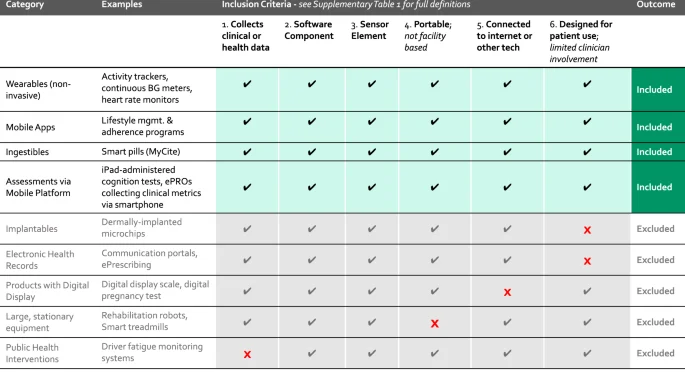 Category Examples Inclusion Criteria - see Supplementary Table 1 for full definitions Outcome
1. Collects clinical or health data
2. Software Component
3. Sensor Element
4. Portable; not facility based
5. Connected to internet or other tech
6. Designed for patient use; limited clinician involvement
Wearables (non-invasive)
Activity trackers, continuous BG meters, heart rate monitors
✔ ✔ ✔ ✔ ✔ ✔ Included
Mobile Apps
Lifestyle mgmt. & adherence programs
✔ ✔ ✔ ✔ ✔ ✔ Included
Ingestibles
Smart pills (MyCite)
✔ ✔ ✔ ✔ ✔ ✔ Included
Assessments via Mobile Platform
iPad-administered cognition tests, ePROs collecting clinical metrics via smartphone
✔ ✔ ✔ ✔ ✔ ✔ Included
Implantables
Dermally-implanted microchips
✔ ✔ ✔ ✔ ✔ x Excluded
Electronic Health Records
Communication portals, ePrescribing
✔ ✔ ✔ ✔ ✔ x Excluded
Products with Digital Display
Digital display scale, digital pregnancy test
✔ ✔ ✔ ✔ x ✔ Excluded
Large, stationary equipment
Rehabilitation robots, Smart treadmills
✔ ✔ ✔ x ✔ ✔ Excluded
Public Health Interventions
Driver fatigue monitoring systems
x ✔ ✔ ✔ ✔ ✔ Excluded